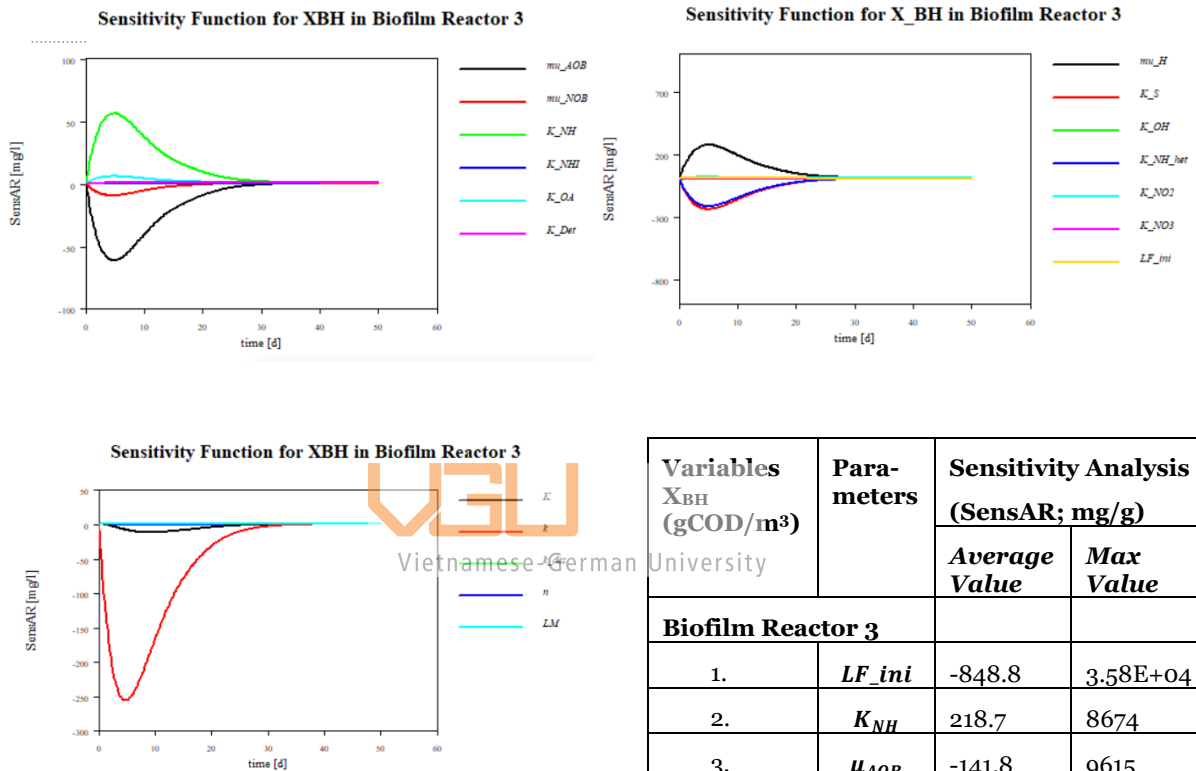 Sensitivity Function for XBH in Biofilm Reactor 3
100
50
0
-50
-100
SensAR [mg/l]
0 10 20 30 40 50 60
time [d]
mu_AOB
mu_NOB
K_NH
K_NHI
K_OA
K_Det
Sensitivity Function for X_BH in Biofilm Reactor 3
700
200
-300
-800
SensAR [mg/l]
0 10 20 30 40 50 60
time [d]
mu_H
K_S
K_OH
K_NH_het
K_NO2
K_NO3
LF_ini
Sensitivity Function for XBH in Biofilm Reactor 3
50
0
-50
-100
-150
-200
-250
-300
SensAR [mg/l]
0 10 20 30 40 50 60
time [d]
K
k
n
LM
VGU
Vietnamese-German University
Variables XBH (gCOD/m³)
Para-meters
Sensitivity Analysis (SensAR; mg/g)
Average Value
Max Value
Biofilm Reactor 3
1. LF_ini -848.8 3.58E+04
2. K_NH 218.7 8674
3. μ_AOB -141.8 9615